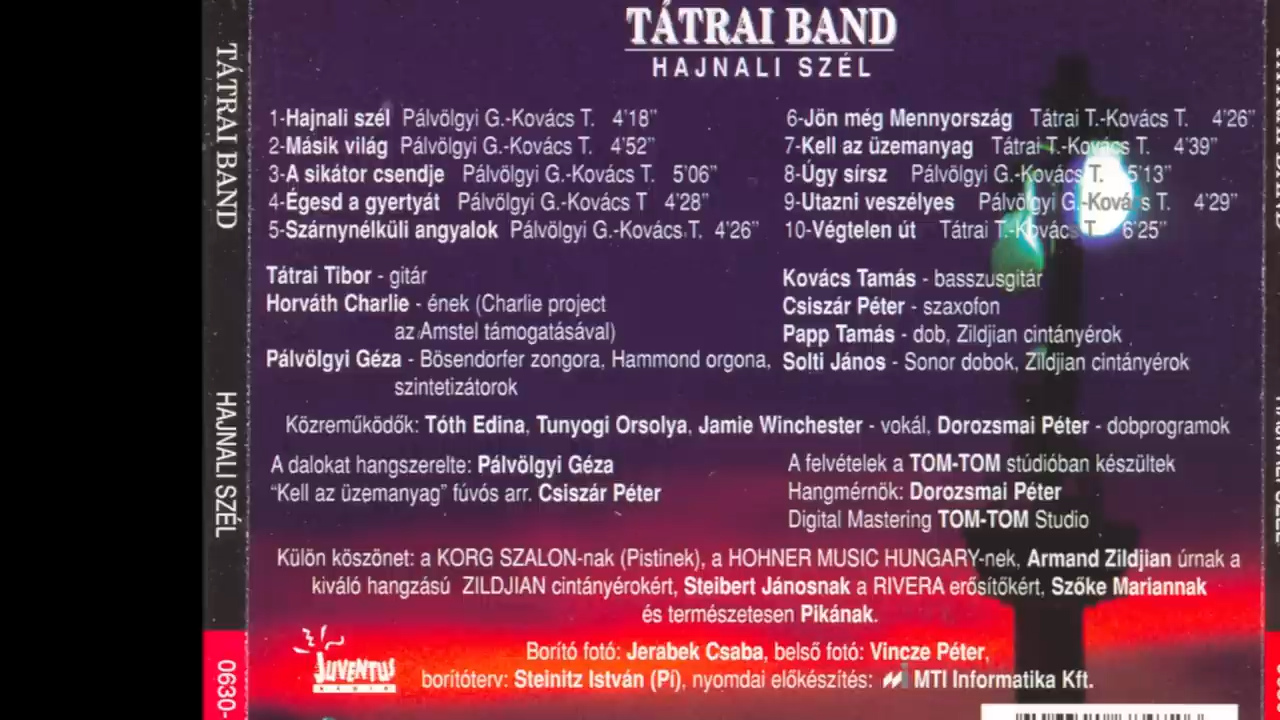 TÁTRAI BAND
HAJNALI SZÉL
1-Hajnali szél Pálvölgyi G.-Kovács T. 4'18"
2-Másik világ Pálvölgyi G.-Kovács T. 4'52"
3-A sikátor csendje Pálvölgyi G.-Kovács T. 5'06"
4-Égesd a gyertyát Pálvölgyi G.-Kovács T 4'28"
5-Szárnynélküli angyalok Pálvölgyi G.-Kovács.T. 4'26"
6-Jön még Mennyország Tátrai T.-Kovács T. 4'26"
7-Kell az üzemanyag Tátrai T.-Kovács T. 4'39"
8-Úgy sírsz Pálvölgyi G.-Kovács T. 5'13"
9-Utazni veszélyes Pálvölgyi G.-Kovács T. 4'29"
10-Végtelen út Tátrai T.-Kovács T. 6'25"
Tátrai Tibor - gitár
Horváth Charlie - ének (Charlie project
az Amstel támogatásával)
Pálvölgyi Géza - Bösendorfer zongora, Hammond orgona,
szintetizátorok
Kovács Tamás - basszusgitár
Csiszár Péter - szaxofon
Papp Tamás - dob, Zildjian cintányérok
Solti János - Sonor dobok, Zildjian cintányérok
Közreműködők: Tóth Edina, Tunyogi Orsolya, Jamie Winchester - vokál, Dorozsmai Péter - dobprogramok
A dalokat hangszerelte: Pálvölgyi Géza
"Kell az üzemanyag" fúvós arr. Csiszár Péter
A felvételek a TOM-TOM stúdióban készültek
Hangmérnök: Dorozsmai Péter
Digital Mastering TOM-TOM Studio
Külön köszönet: a KORG SZALON-nak (Pistinek), a HOHNER MUSIC HUNGARY-nek, Armand Zildjian úrnak a
kiváló hangzású ZILDJIAN cintányérokért, Steibert Jánosnak a RIVERA erősítőkért, Szőke Mariannak
és természetesen Pikának.
Borító fotó: Jerabek Csaba, belső fotó: Vincze Péter,
borítóterv: Steinitz István (Pí), nyomdai előkészítés: MTI Informatika Kft.
JUVENTUS
RÁDIÓ
TÁTRAI BAND
HAJNALI SZÉL
0630-